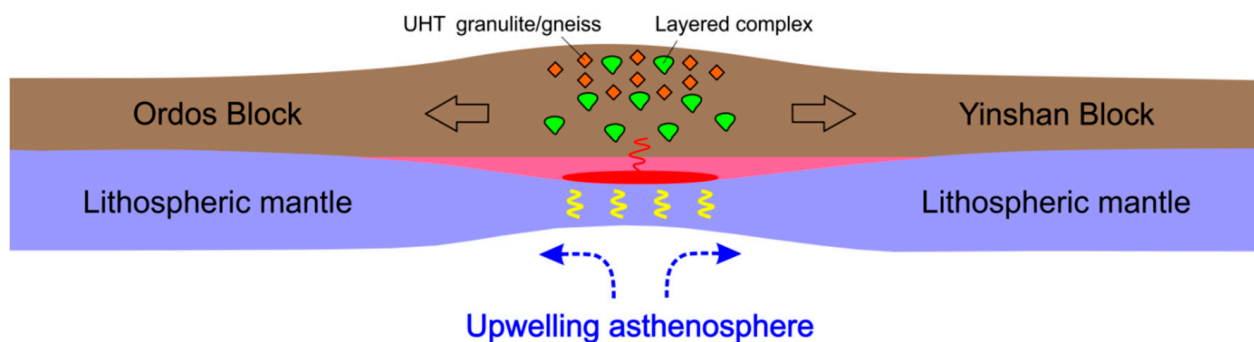 UHT granulite/gneiss
Layered complex
Ordos Block
Yinshan Block
Lithospheric mantle
Lithospheric mantle
Upwelling asthenosphere